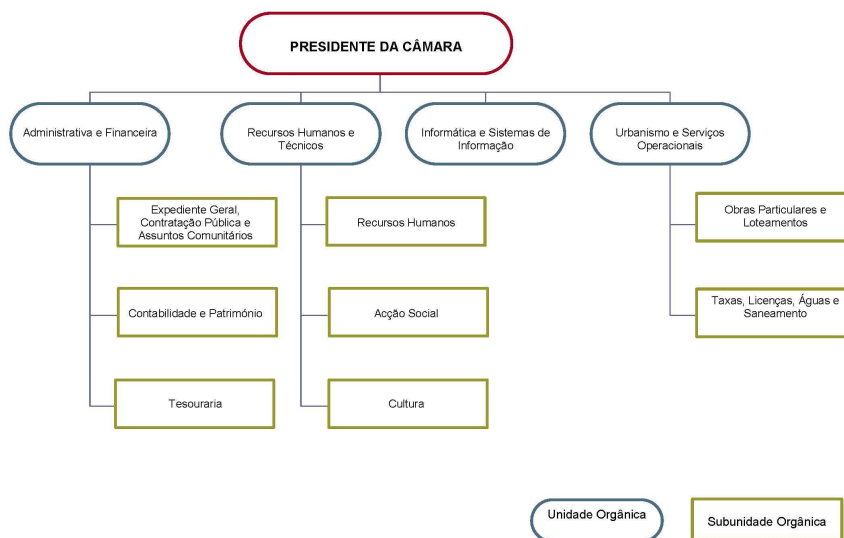 PRESIDENTE DA CÂMARA
Administrativa e Financeira
Recursos Humanos e
Técnicos
Informática e Sistemas de
Informação
Urbanismo e Serviços
Operacionais
Expediente Geral,
Contratação Pública e
Assuntos Comunitários
Recursos Humanos
Obras Particulares e
Loteamentos
Contabilidade e Património
Acção Social
Taxas, Licenças, Águas e
Saneamento
Tesouraria
Cultura
Unidade Orgânica
Subunidade Orgânica